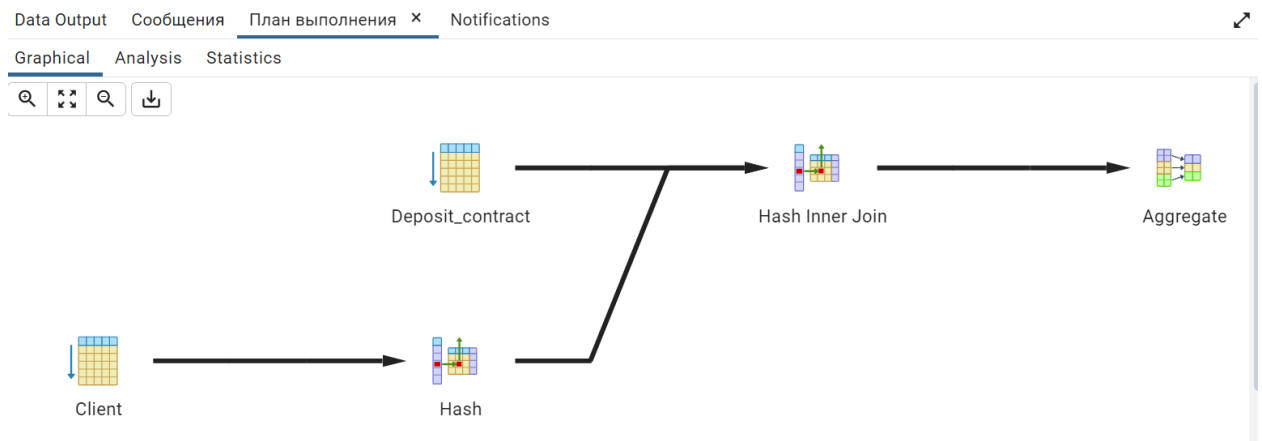 Data Output Сообщения План выполнения × Notifications
Graphical Analysis Statistics
Deposit_contract Hash Inner Join Aggregate
Client Hash